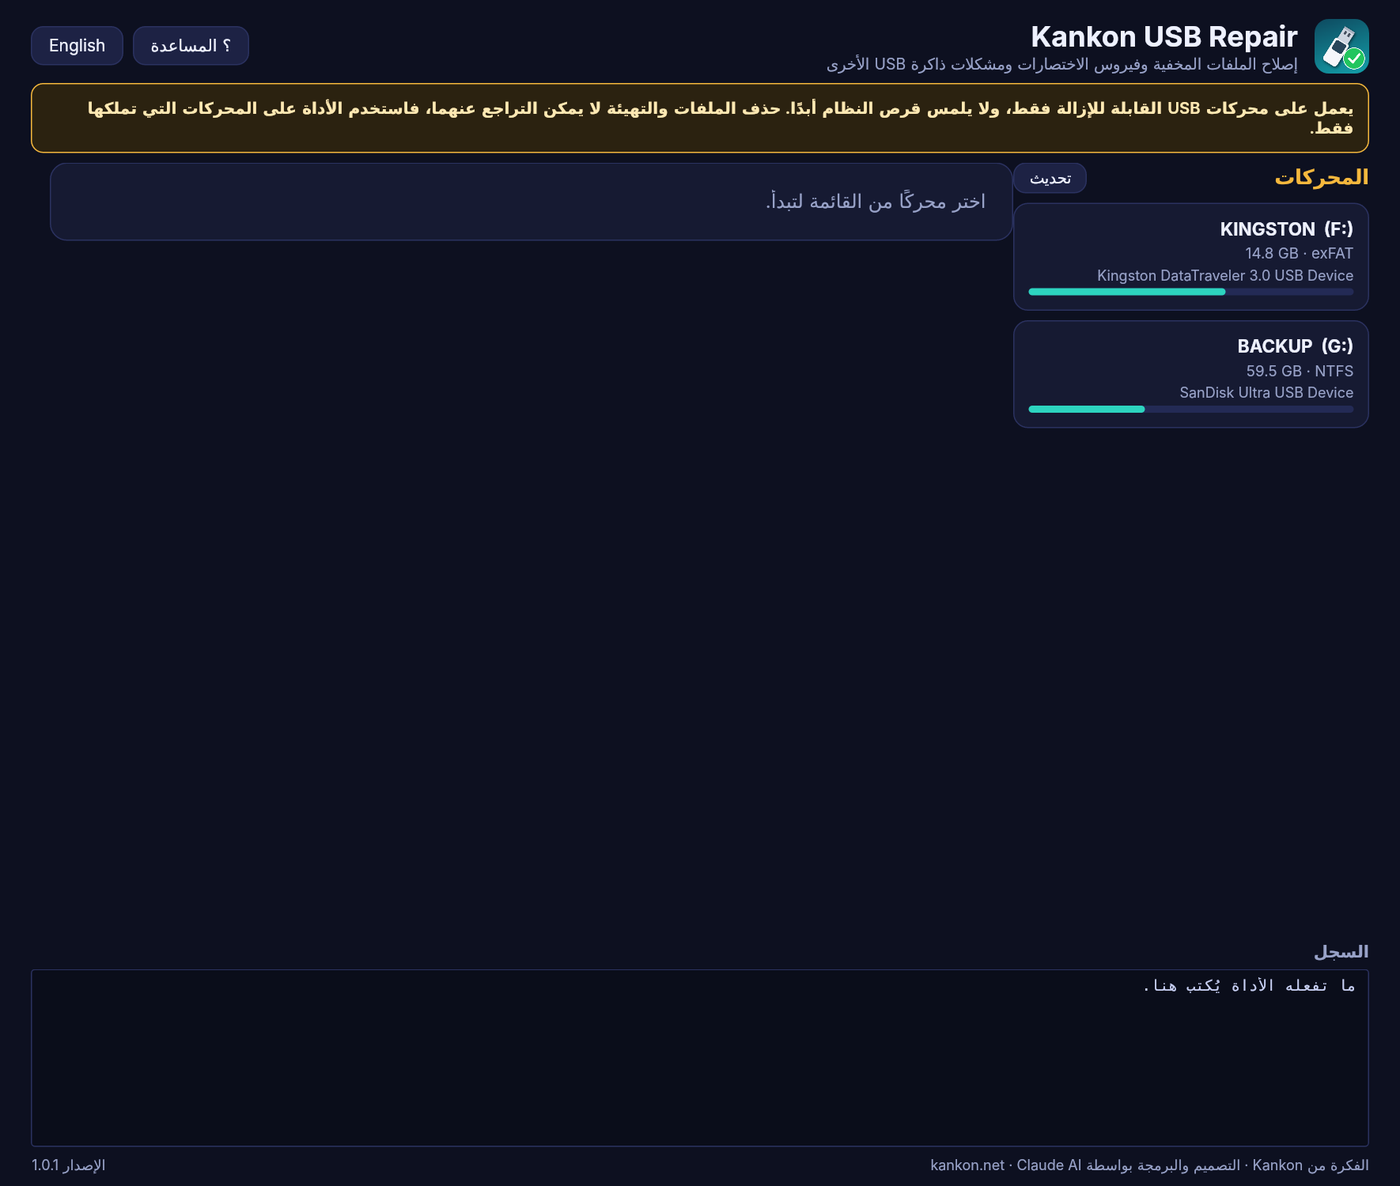 Kankon USB Repair
إصلاح الملفات المخفية وفيروس الاختصارات ومشكلات ذاكرة USB الأخرى
؟ المساعدة
English
يعمل على محركات USB القابلة للإزالة فقط، ولا يلمس قرص النظام أبدًا. حذف الملفات والتهيئة لا يمكن التراجع عنهما، فاستخدم الأداة على المحركات التي تملكها
فقط.
المحركات
تحديث
KINGSTON (F:)
14.8 GB · exFAT
Kingston DataTraveler 3.0 USB Device
BACKUP (G:)
59.5 GB · NTFS
SanDisk Ultra USB Device
اختر محركًا من القائمة لتبدأ.
السجل
ما تفعله الأداة يُكتب هنا.
الفكرة من Kankon · التصميم والبرمجة بواسطة kankon.net · Claude AI
الإصدار 1.0.1